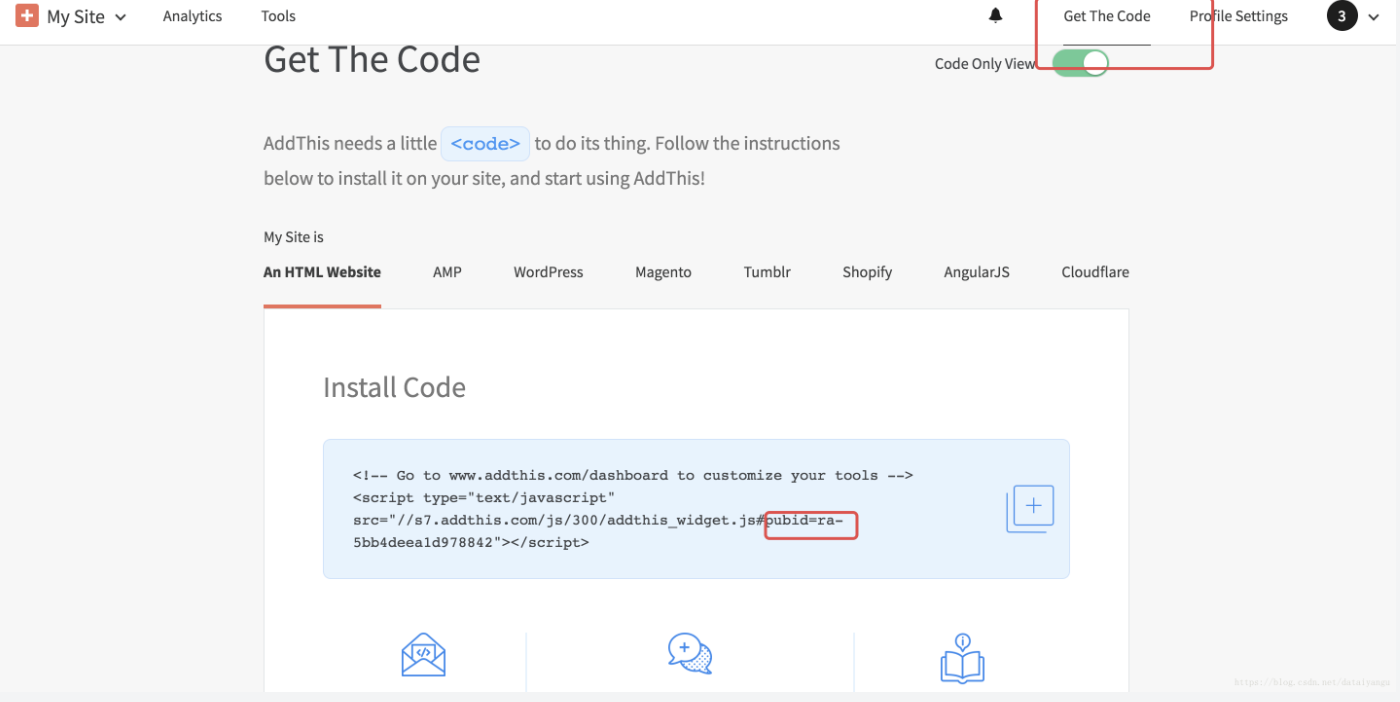 My Site Analytics Tools Get The Code Profile Settings 3
Get The Code
Code Only View
AddThis needs a little <code> to do its thing. Follow the instructions
below to install it on your site, and start using AddThis!
My Site is
An HTML Website AMP WordPress Magento Tumblr Shopify AngularJS Cloudflare
Install Code
<!-- Go to www.addthis.com/dashboard to customize your tools -->
<script type="text/javascript"
src="//s7.addthis.com/js/300/addthis_widget.js#pubid=ra-
5bb4deea1d978842"></script>
https://blog.csdn.net/dataiyangu